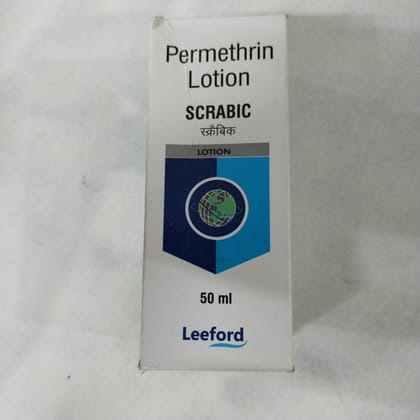 Permethrin
Lotion
SCRABIC
स्क्रैबिक
LOTION
50 ml
Leeford